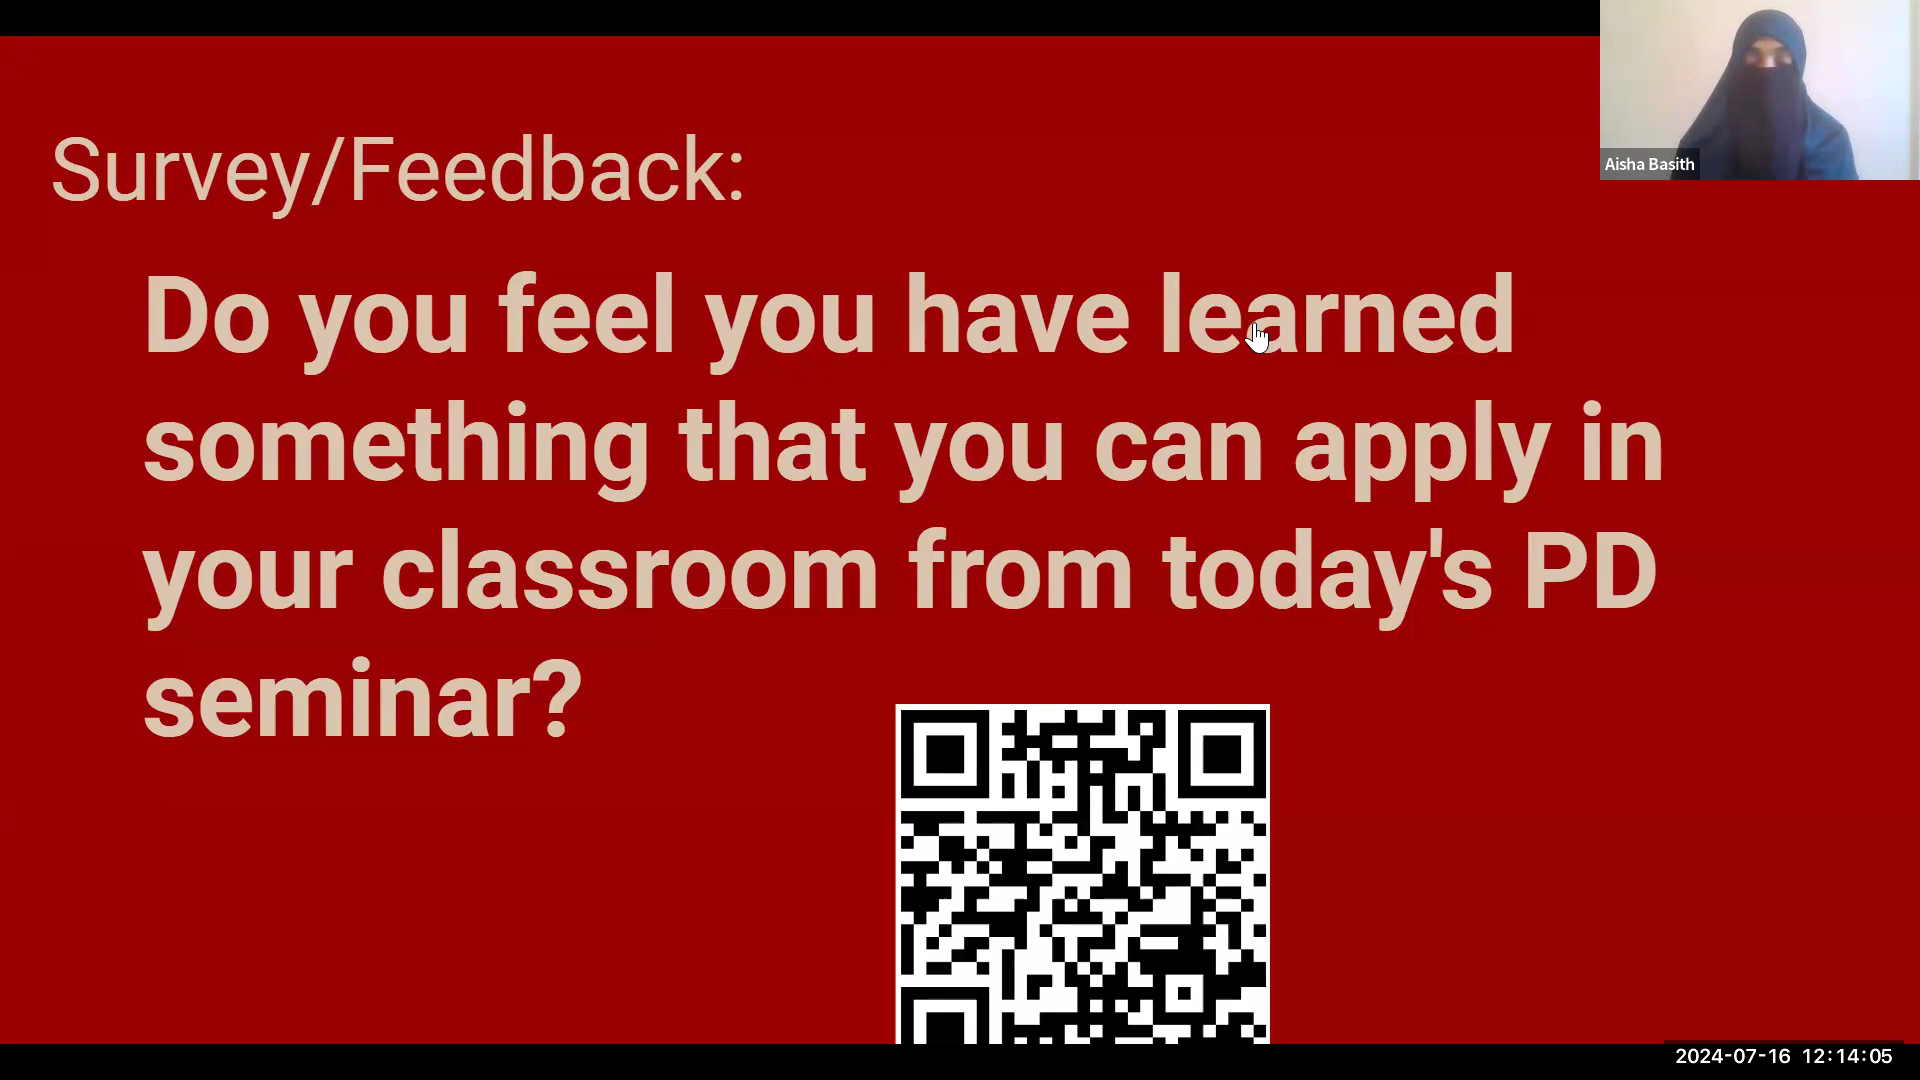 Survey/Feedback:
Do you feel you have learned
something that you can apply in
your classroom from today's PD
seminar?
Aisha Basith
2024-07-16 12:14:05